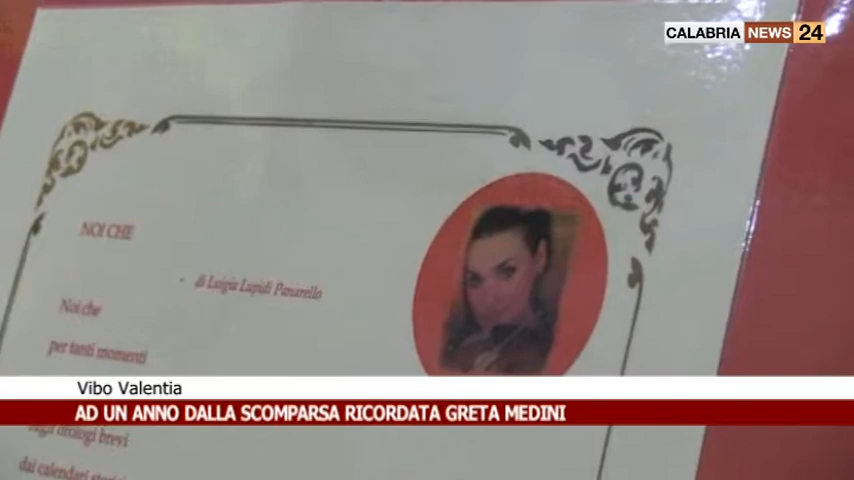 CALABRIA NEWS 24
NOI CHE
di Luigia Lupidi Panarello
Noi che
per tanti momenti
Vibo Valentia
AD UN ANNO DALLA SCOMPARSA RICORDATA GRETA MEDINI
orologi brevi
dai calendari